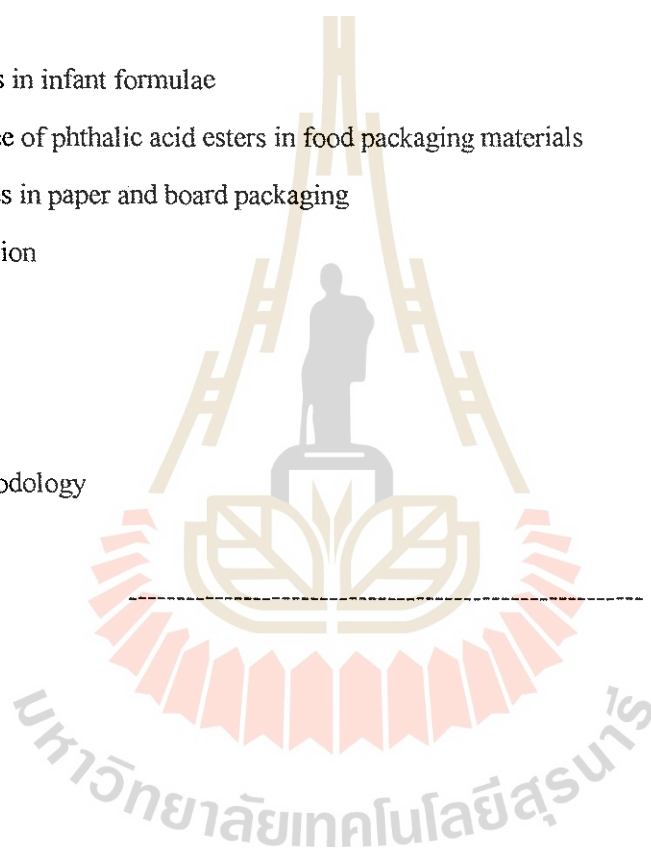 s in infant formulae
e of phthalic acid esters in food packaging materials
s in paper and board packaging
ion
odology
มหาวิทยาลัยเทคโนโลยีสุรนารี